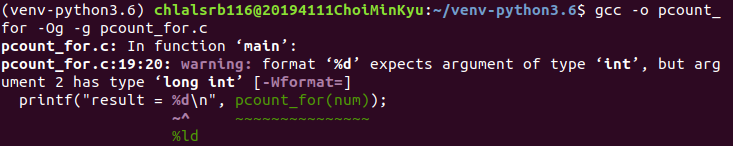 (venv-python3.6) chlalsrb116@20194111ChoiMinKyu:~/venv-python3.6$ gcc -o pcount_
for -Og -g pcount_for.c
pcount_for.c: In function ‘main’:
pcount_for.c:19:20: warning: format ‘%d’ expects argument of type ‘int’, but arg
ument 2 has type ‘long int’ [-Wformat=]
  printf("result = %d\n", pcount_for(num));
                   ~^     ~~~~~~~~~~~~~~~
                   %ld